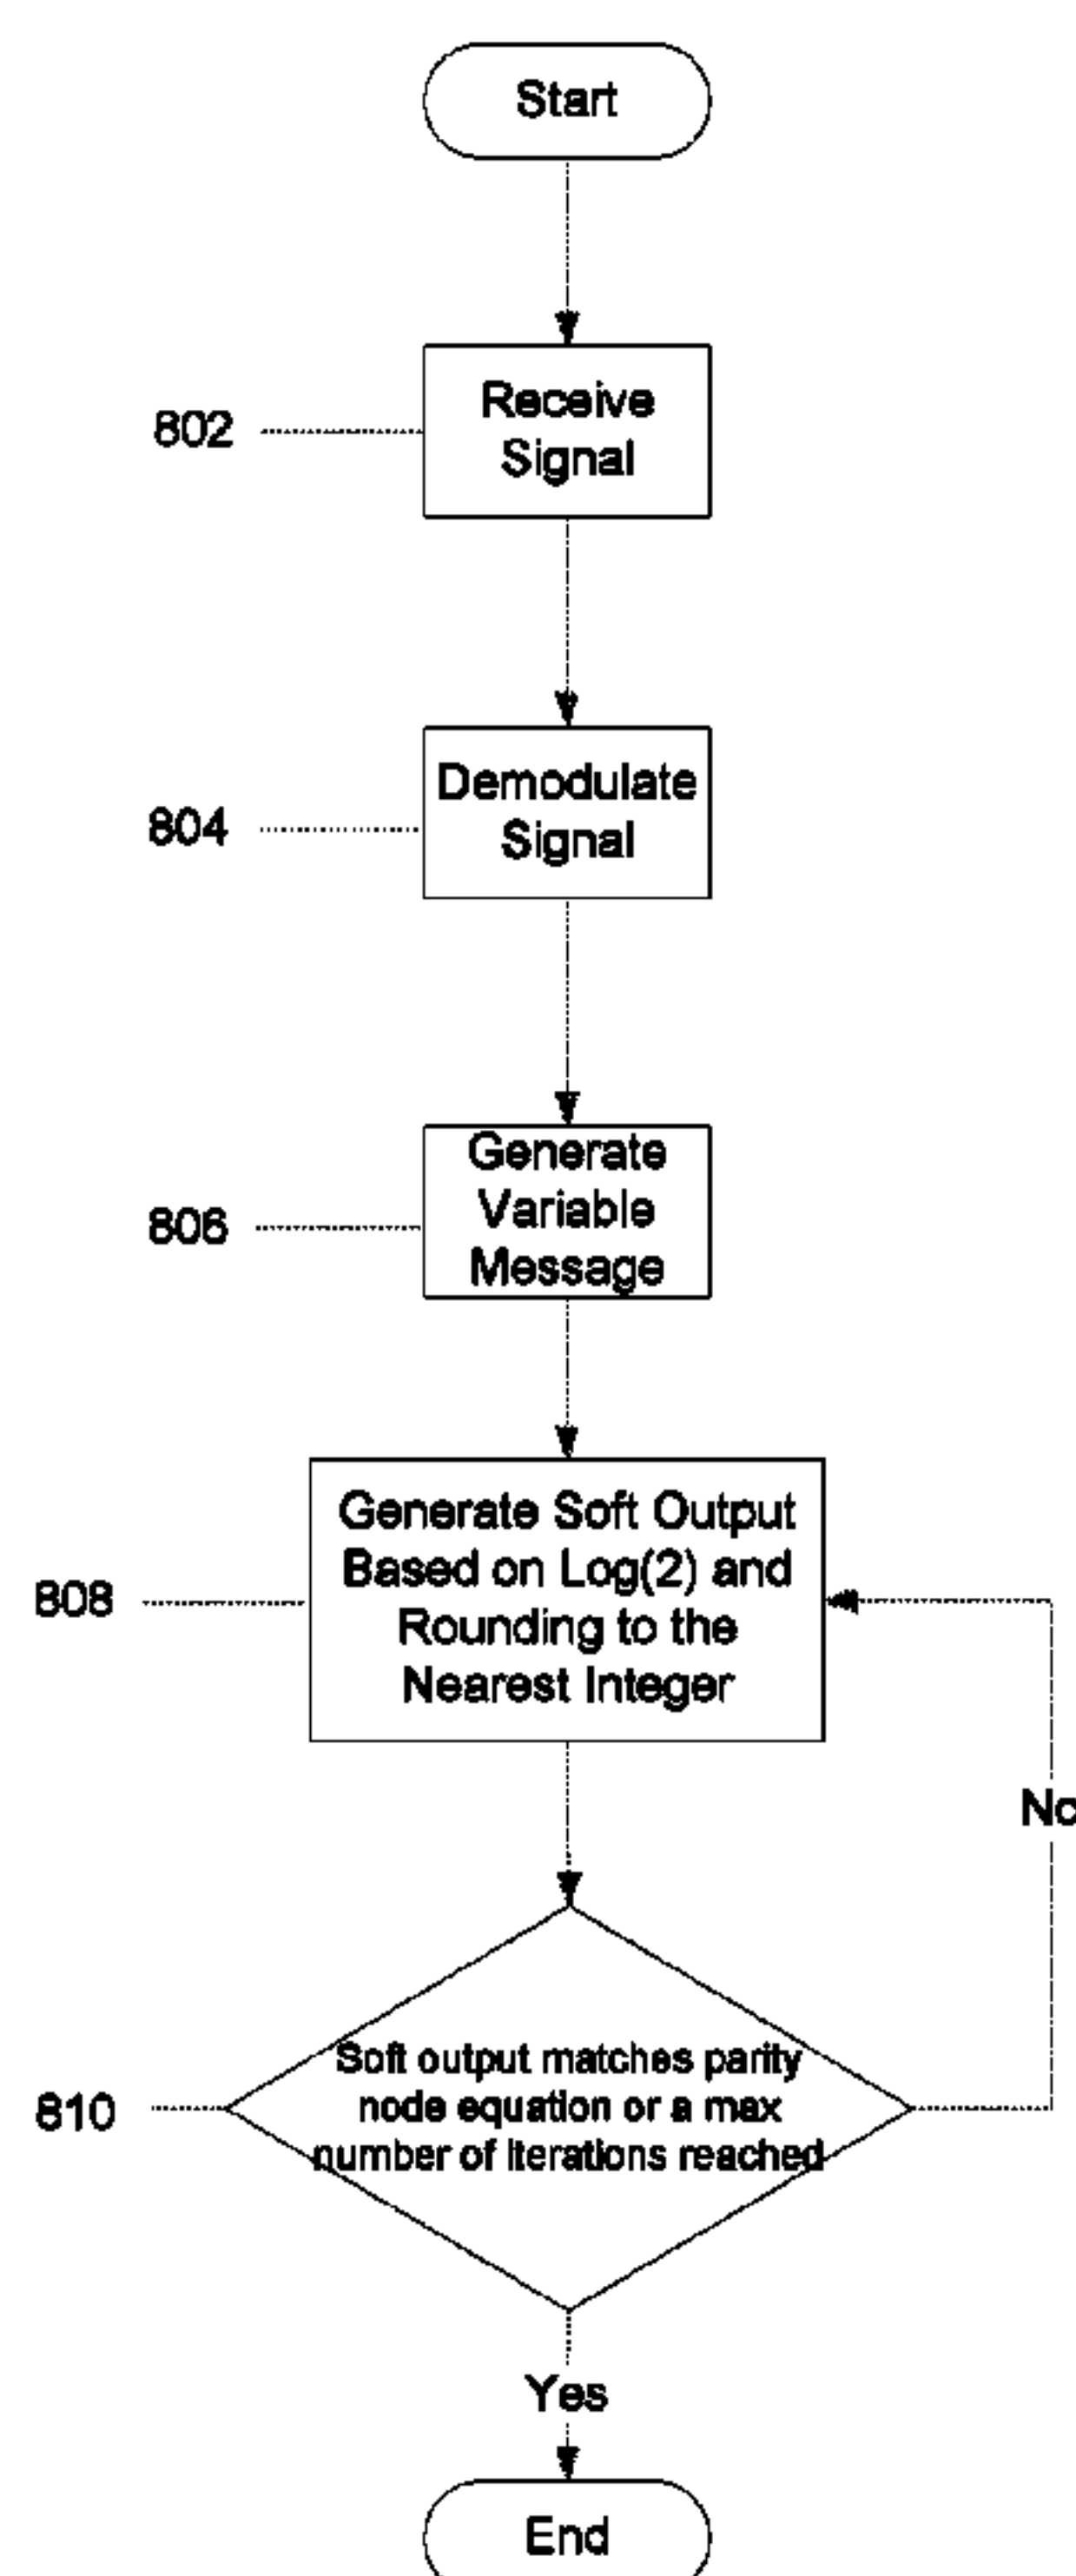 Start
802
Receive
Signal
804
Demodulate
Signal
806
Generate
Variable
Message
808
Generate Soft Output
Based on Log(2) and
Rounding to the
Nearest Integer
No
810
Soft output matches parity
node equation or a max
number of iterations reached
Yes
End